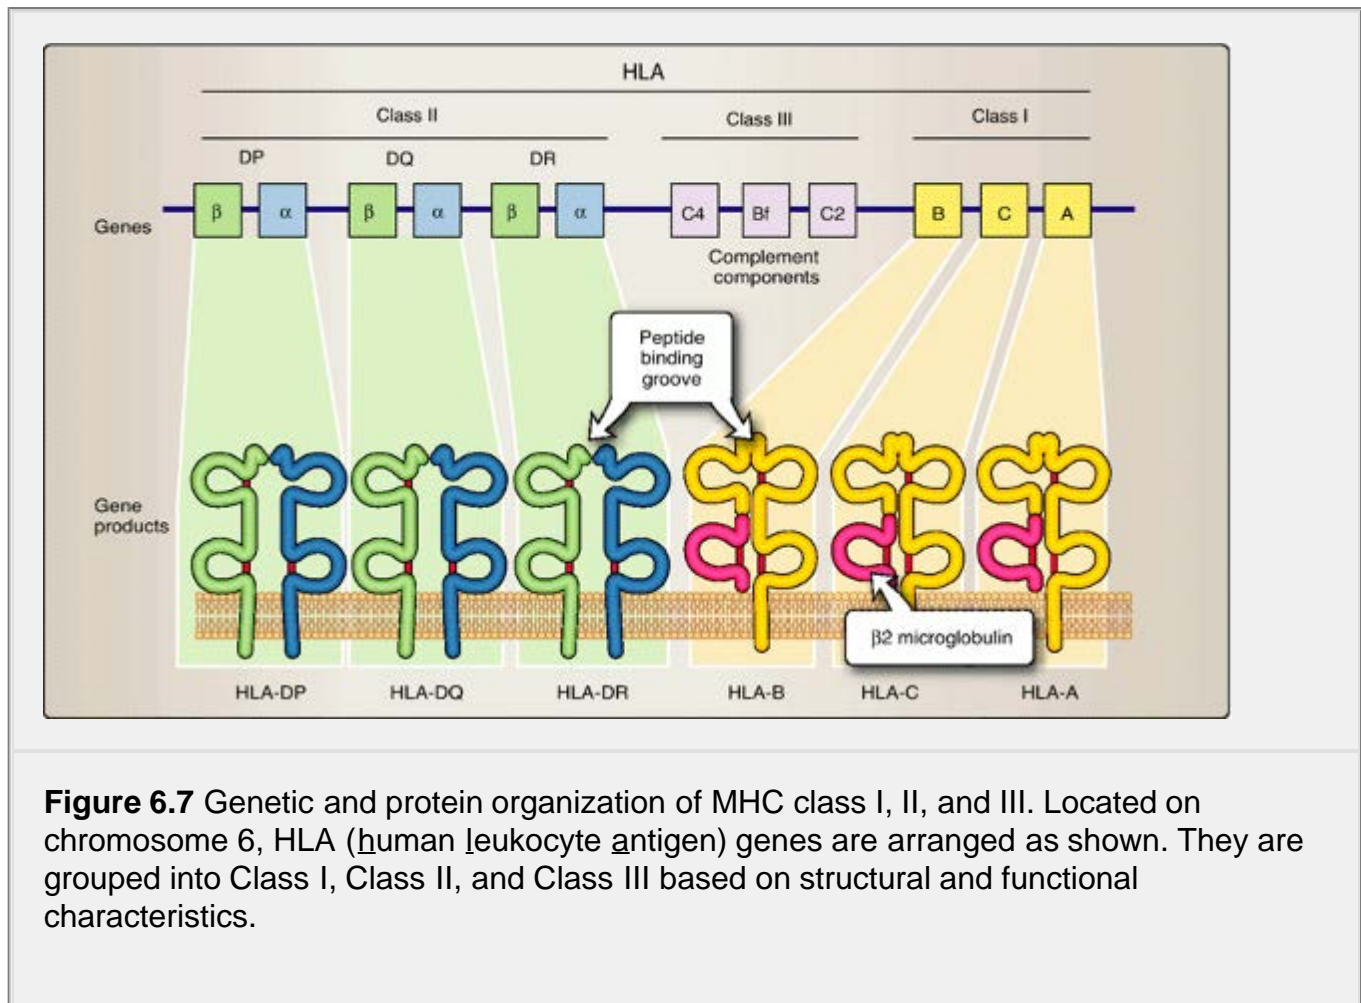 HLA
Class II
Class III
Class I
DP
DQ
DR
Genes
β
α
β
α
β
α
C4
Bf
C2
B
C
A
Complement
components
Peptide
binding
groove
Gene
products
β2 microglobulin
HLA-DP
HLA-DQ
HLA-DR
HLA-B
HLA-C
HLA-A
Figure 6.7 Genetic and protein organization of MHC class I, II, and III. Located on
chromosome 6, HLA (human leukocyte antigen) genes are arranged as shown. They are
grouped into Class I, Class II, and Class III based on structural and functional
characteristics.